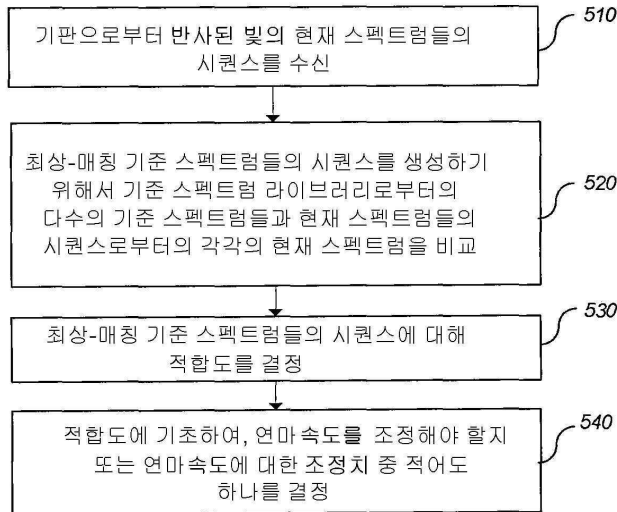 기판으로부터 반사된 빛의 현재 스펙트럼들의
시퀀스를 수신
510
최상-매칭 기준 스펙트럼들의 시퀀스를 생성하기
위해서 기준 스펙트럼 라이브러리로부터의
다수의 기준 스펙트럼들과 현재 스펙트럼들의
시퀀스로부터의 각각의 현재 스펙트럼을 비교
520
최상-매칭 기준 스펙트럼들의 시퀀스에 대해
적합도를 결정
530
적합도에 기초하여, 연마속도를 조정해야 할지
또는 연마속도에 대한 조정치 중 적어도
하나를 결정
540